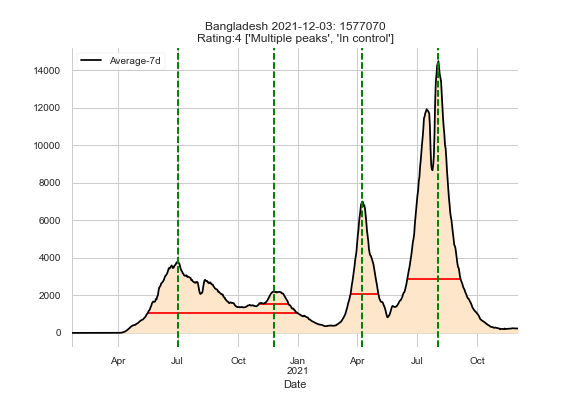 Bangladesh 2021-12-03: 1577070
Rating:4 ['Multiple peaks', 'In control']
Average-7d
14000
12000
10000
8000
6000
4000
2000
0
Apr Jul Oct Jan Apr Jul Oct
2021
Date